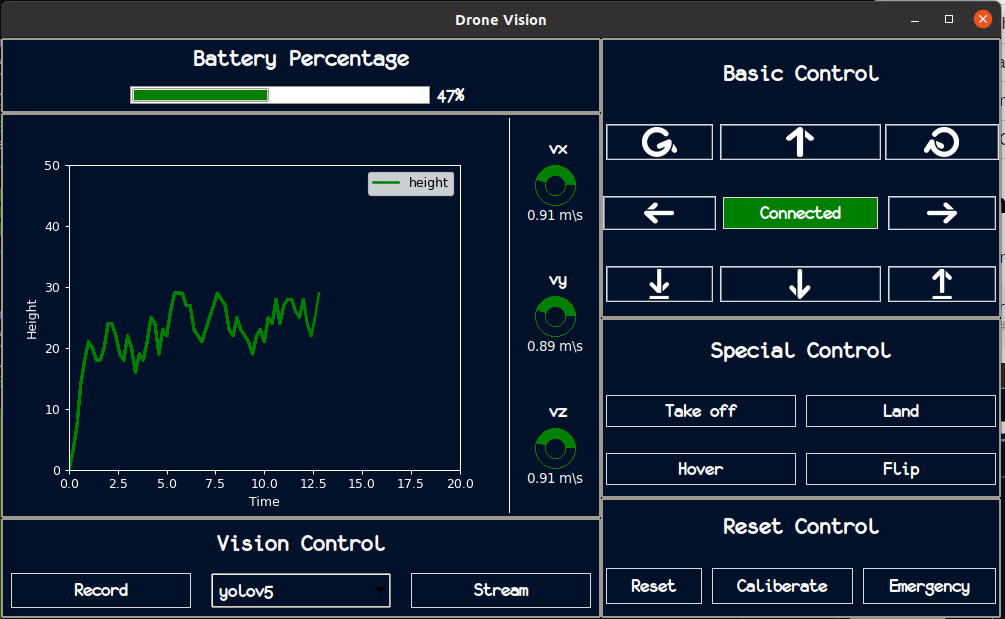 Drone Vision
Battery Percentage
47%
Basic Control
Connected
height
50
40
30
20
10
0
Height
0.0 2.5 5.0 7.5 10.0 12.5 15.0 17.5 20.0
Time
vx
0.91 m\s
vy
0.89 m\s
vz
0.91 m\s
Special Control
Take off Land
Hover Flip
Vision Control
Record yolov5 Stream
Reset Control
Reset Caliberate Emergency